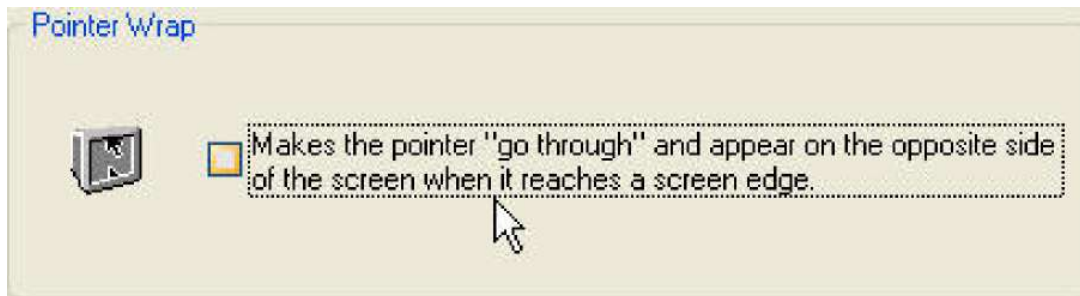 Pointer Wrap
Makes the pointer "go through" and appear on the opposite side
of the screen when it reaches a screen edge.